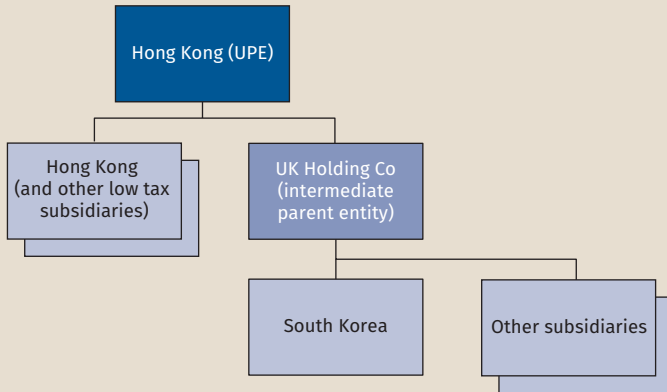 Hong Kong (UPE)
Hong Kong
(and other low tax
subsidiaries)
UK Holding Co
(intermediate
parent entity)
South Korea
Other subsidiaries